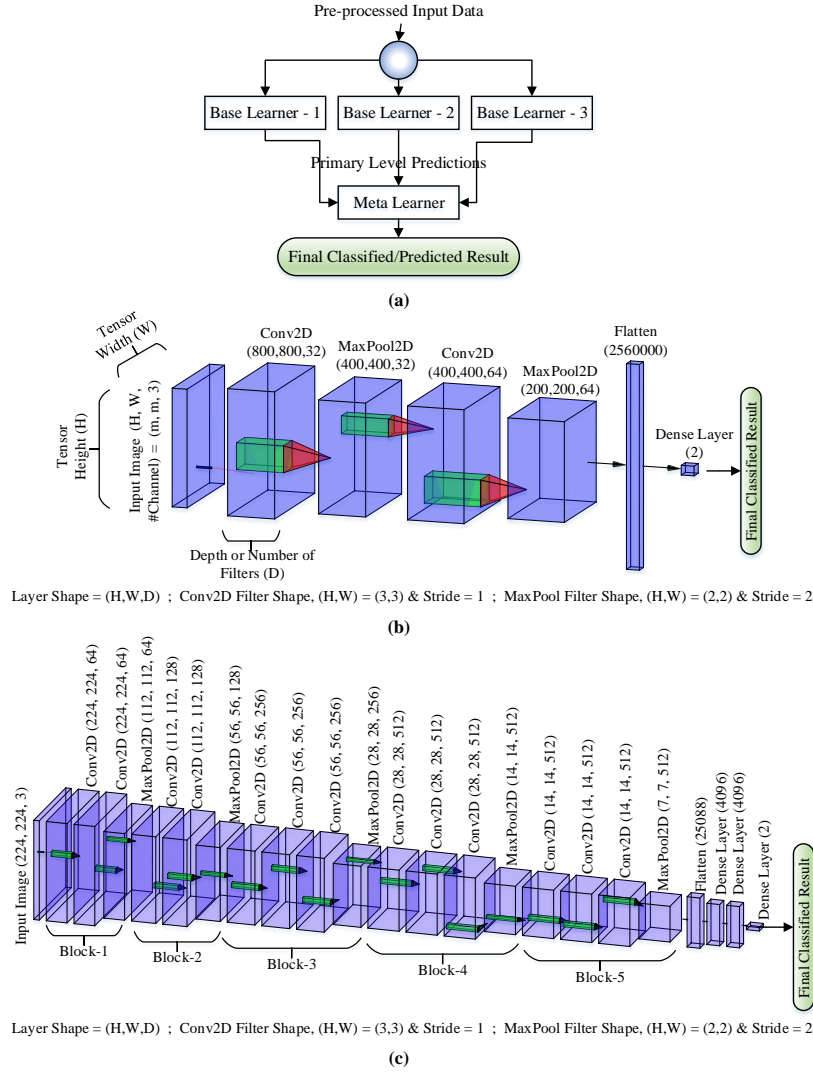 Pre-processed Input Data
Base Learner - 1
Base Learner - 2
Base Learner - 3
Primary Level Predictions
Meta Learner
Final Classified/Predicted Result
(a)
Tensor
Width (W)
Tensor
Height (H)
Input Image (H, W,
#Channel) = (m, m, 3)
Conv2D
(800,800,32)
MaxPool2D
(400,400,32)
Conv2D
(400,400,64)
MaxPool2D
(200,200,64)
Flatten
(2560000)
Dense Layer
(2)
Final Classified Result
Depth or Number of
Filters (D)
Layer Shape = (H,W,D) ; Conv2D Filter Shape, (H,W) = (3,3) & Stride = 1 ; MaxPool Filter Shape, (H,W) = (2,2) & Stride = 2
(b)
Input Image (224, 224, 3)
Conv2D (224, 224, 64)
Conv2D (224, 224, 64)
MaxPool2D (112, 112, 64)
Conv2D (112, 112, 128)
Conv2D (112, 112, 128)
MaxPool2D (56, 56, 128)
Conv2D (56, 56, 256)
Conv2D (56, 56, 256)
Conv2D (56, 56, 256)
MaxPool2D (28, 28, 256)
Conv2D (28, 28, 512)
Conv2D (28, 28, 512)
Conv2D (28, 28, 512)
MaxPool2D (14, 14, 512)
Conv2D (14, 14, 512)
Conv2D (14, 14, 512)
Conv2D (14, 14, 512)
MaxPool2D (7, 7, 512)
Flatten (25088)
Dense Layer (4096)
Dense Layer (4096)
Dense Layer (2)
Final Classified Result
Block-1
Block-2
Block-3
Block-4
Block-5
Layer Shape = (H,W,D) ; Conv2D Filter Shape, (H,W) = (3,3) & Stride = 1 ; MaxPool Filter Shape, (H,W) = (2,2) & Stride = 2
(c)